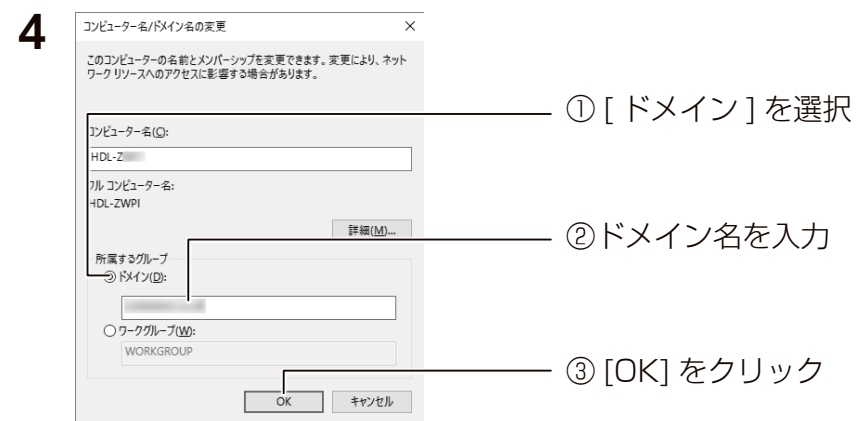 4
コンピューター名/ドメイン名の変更
このコンピューターの名前とメンバーシップを変更できます。変更により、ネット
ワーク リソースへのアクセスに影響する場合があります。
① [ ドメイン ] を選択
コンピューター名(C):
HDL-Z
フル コンピューター名:
HDL-ZWPI
詳細(M)...
②ドメイン名を入力
所属するグループ
ドメイン(D):
ワークグループ(W):
WORKGROUP
③ [OK] をクリック
OK
キャンセル